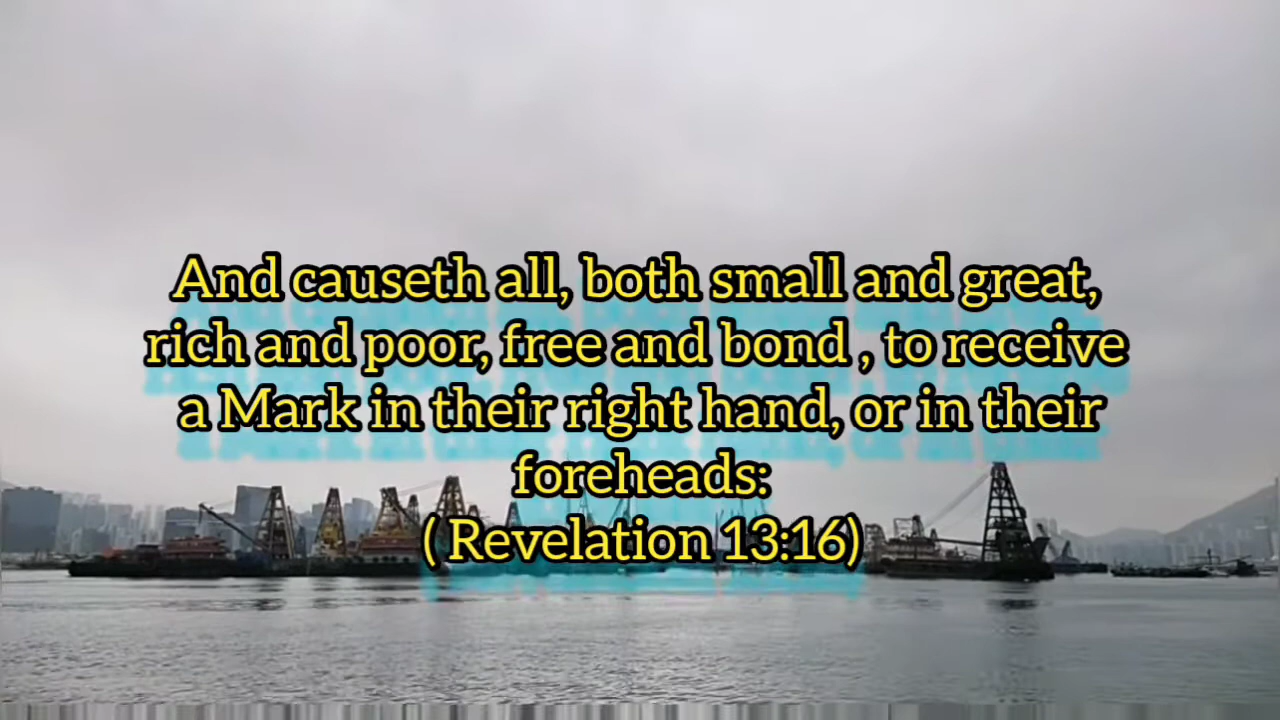 And causeth all, both small and great,
rich and poor, free and bond , to receive
a Mark in their right hand, or in their
foreheads:
( Revelation 13:16)